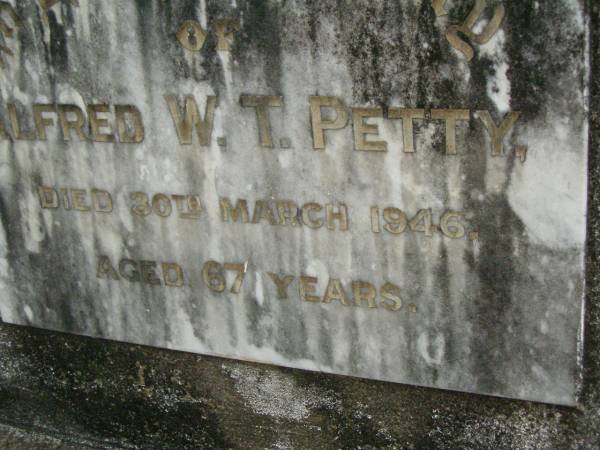 OF
ALFRED W. T. PETTY,
DIED 30TH MARCH 1946.
AGED 67 YEARS.